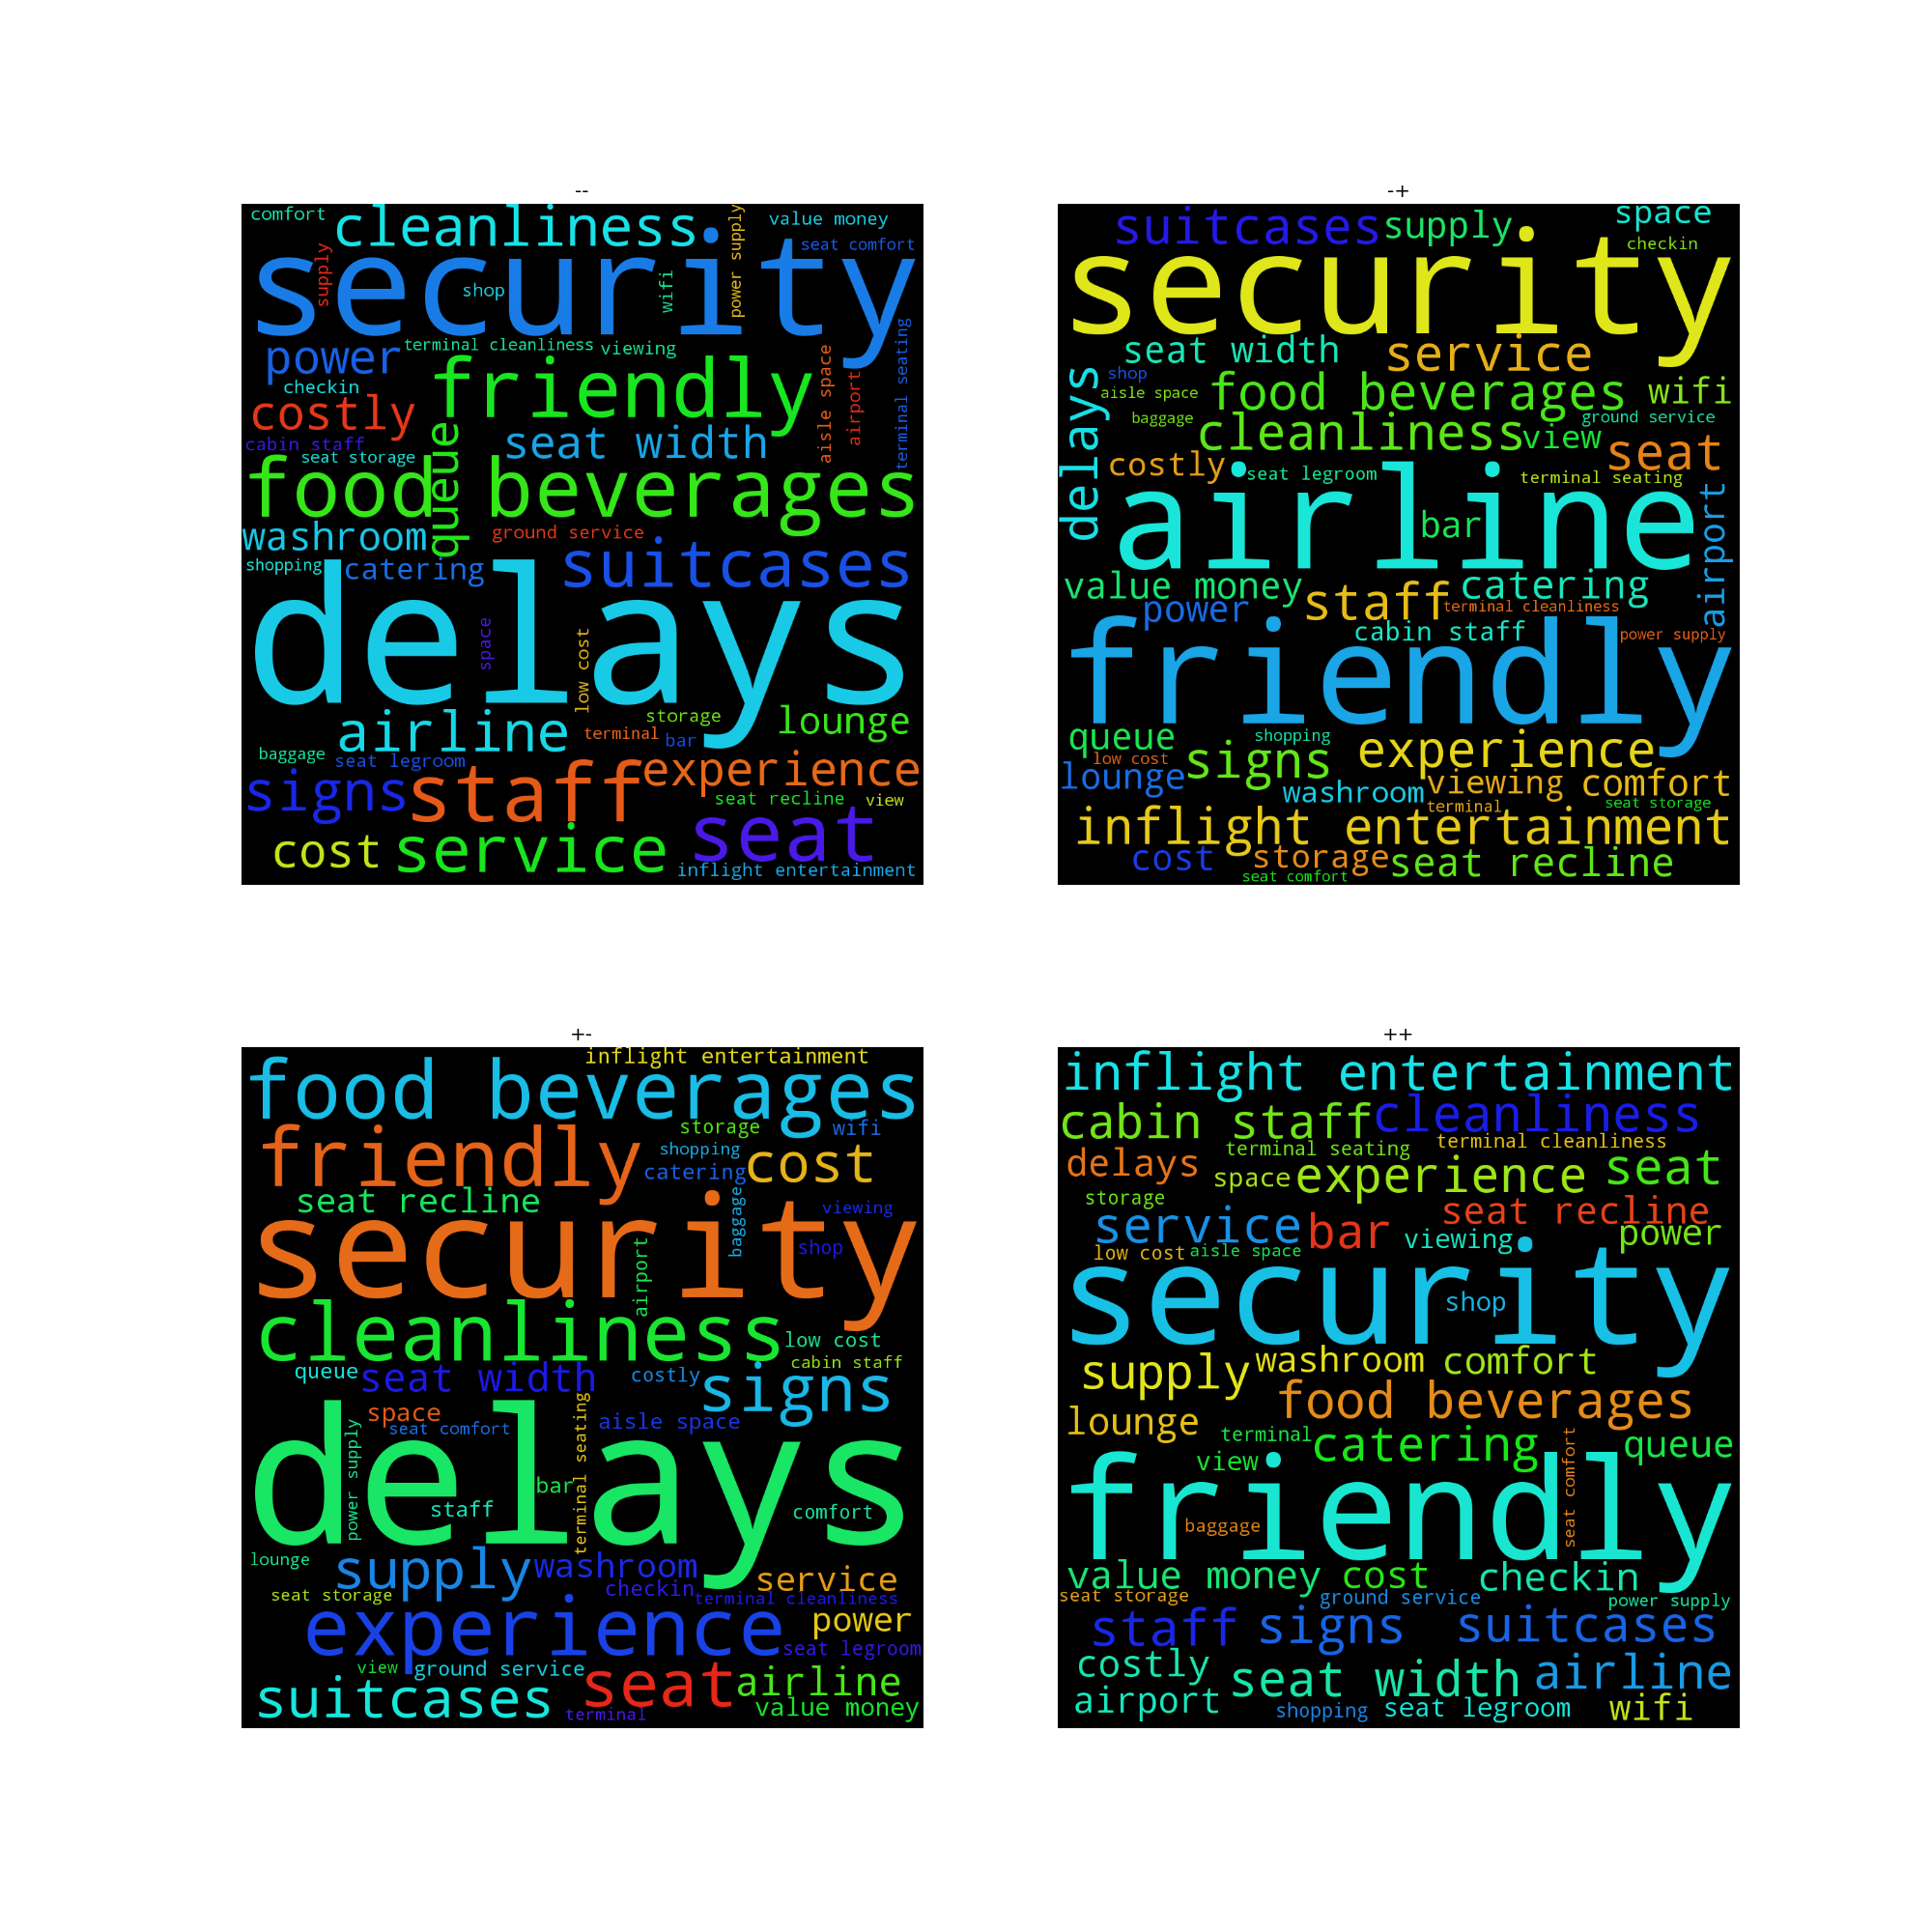 --
comfort
cleanliness
power supply
value money
seat comfort
security
supply
shop
wifi
power
terminal cleanliness
viewing
aisle space
airport
terminal seating
checkin
friendly
costly
queue
seat width
cabin staff
seat storage
food beverages
washroom
ground service
suitcases
shopping
catering
delays
space
low cost
airline
storage
lounge
terminal
bar
baggage
seat legroom
experience
signs
staff
seat recline
view
cost
service
seat
inflight entertainment
-+
suitcases
supply
space
checkin
security
seat width
service
delays
shop
aisle space
food beverages
wifi
baggage
ground service
cleanliness
view
seat
costly
seat legroom
terminal seating
airline
bar
airport
value money
staff
catering
power
terminal cleanliness
cabin staff
power supply
friendly
queue
shopping
signs
experience
low cost
lounge
washroom
viewing
comfort
terminal
seat storage
inflight entertainment
cost
storage
seat recline
seat comfort
+-
inflight entertainment
food beverages
friendly
storage
wifi
shopping
catering
cost
seat recline
baggage
security
viewing
shop
airport
cleanliness
low cost
queue
seat width
costly
cabin staff
signs
space
seat comfort
terminal seating
aisle space
delays
power supply
bar
staff
comfort
lounge
supply
washroom
service
seat storage
checkin
terminal cleanliness
experience
power
seat legroom
view
ground service
seat
airline
suitcases
terminal
value money
++
inflight entertainment
cabin staff
cleanliness
terminal seating
terminal cleanliness
delays
space
experience
seat
storage
service
bar
seat recline
low cost
aisle space
viewing
power
security
shop
supply
washroom
comfort
food beverages
lounge
terminal
catering
queue
view
seat comfort
friendly
baggage
value money
cost
checkin
seat storage
ground service
power supply
staff
signs
suitcases
costly
seat width
airline
airport
shopping
seat legroom
wifi